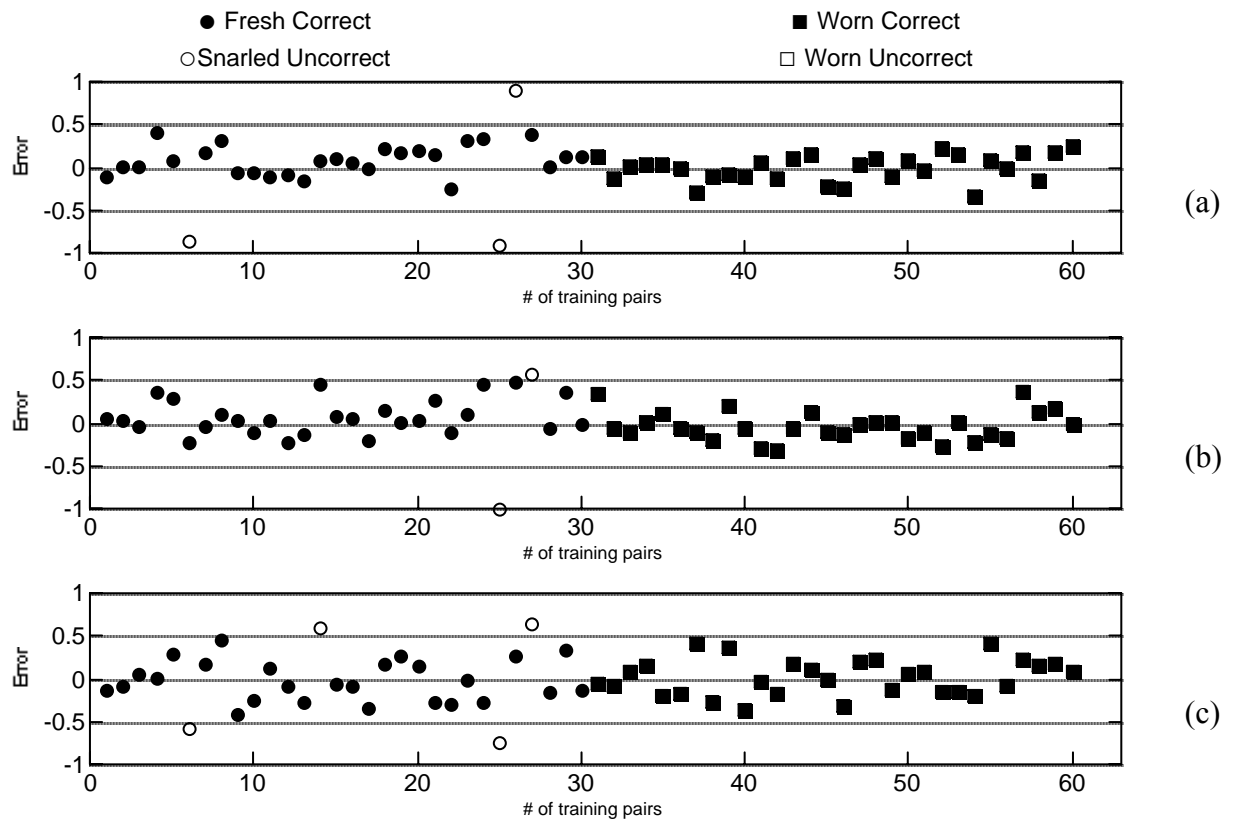 ● Fresh Correct ■ Worn Correct
○Snarled Uncorrect □ Worn Uncorrect
1
0.5
0
-0.5
-1
Error
0 10 20 30 40 50 60
# of training pairs
(a)
1
0.5
0
-0.5
-1
Error
0 10 20 30 40 50 60
# of training pairs
(b)
1
0.5
0
-0.5
-1
Error
0 10 20 30 40 50 60
# of training pairs
(c)